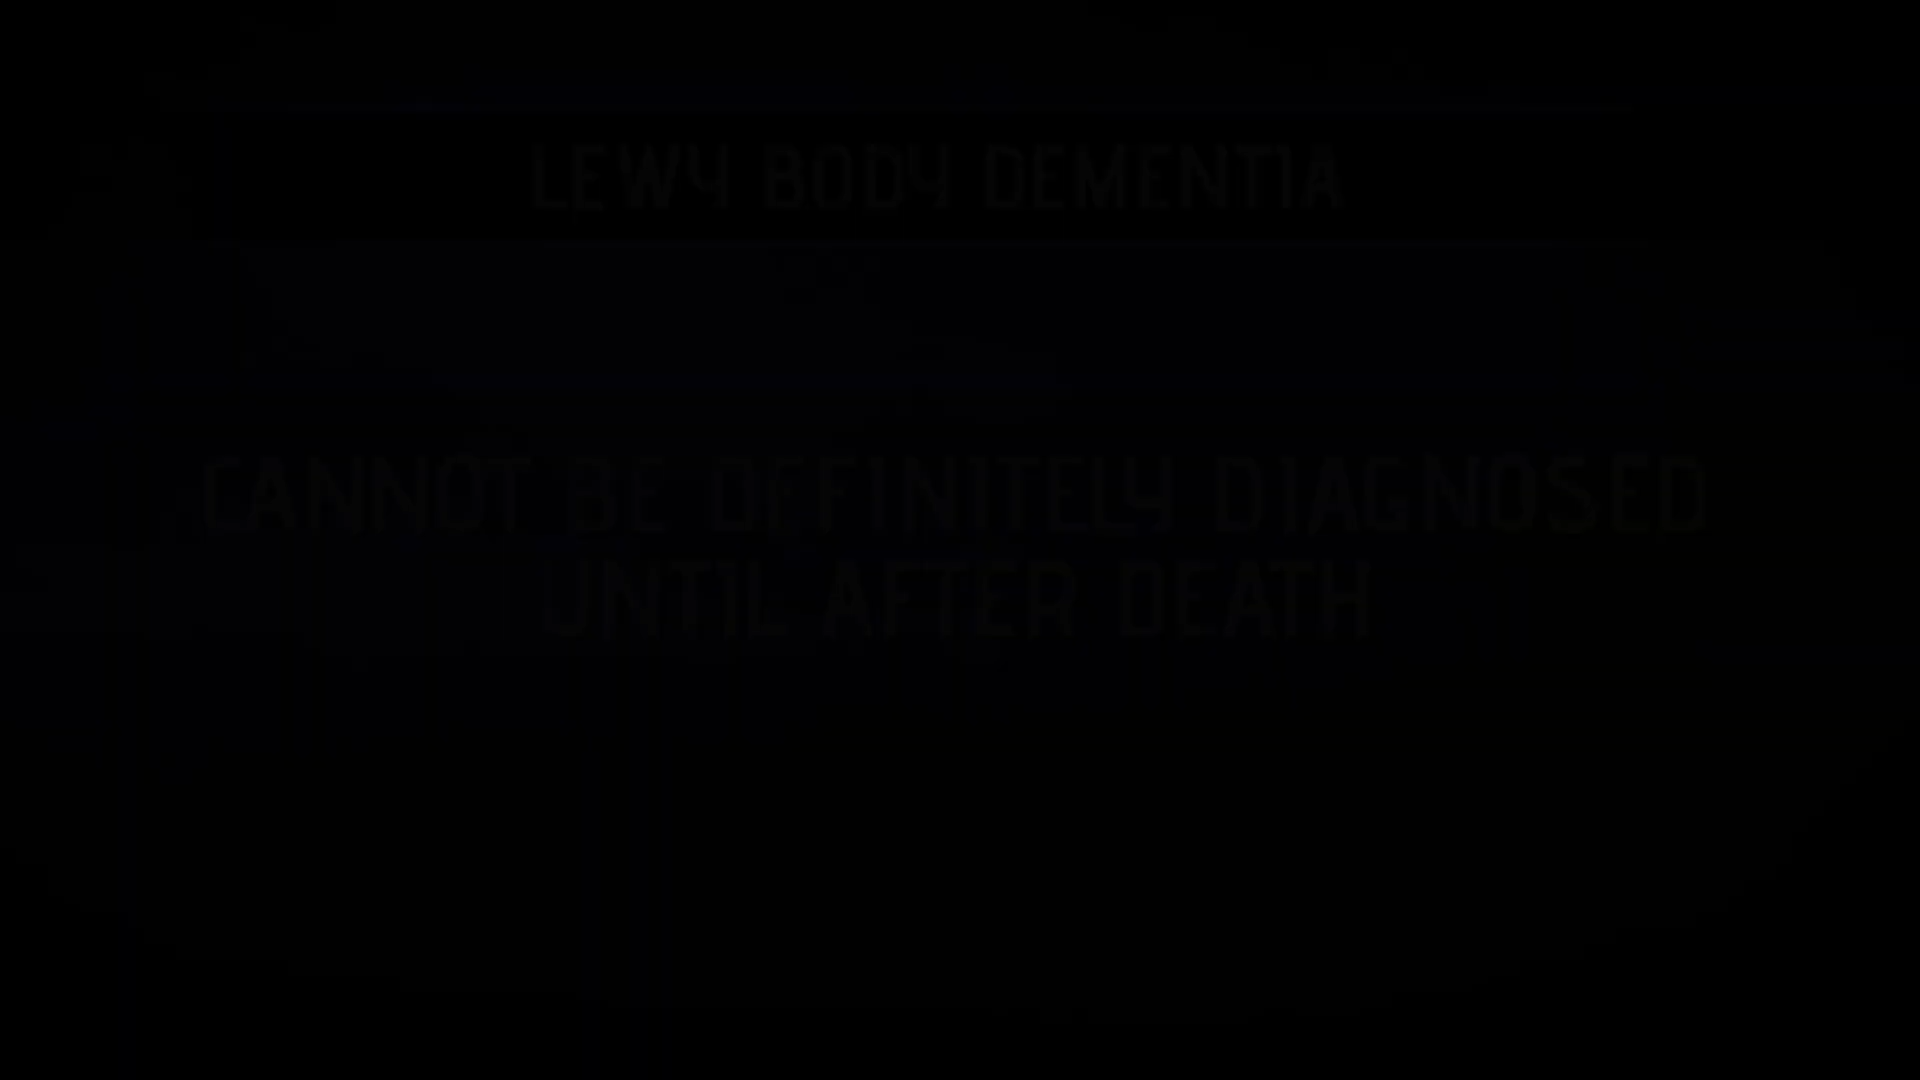 LEWY BODY DEMENTIA
CANNOT BE DEFINITELY DIAGNOSED
UNTIL AFTER DEATH